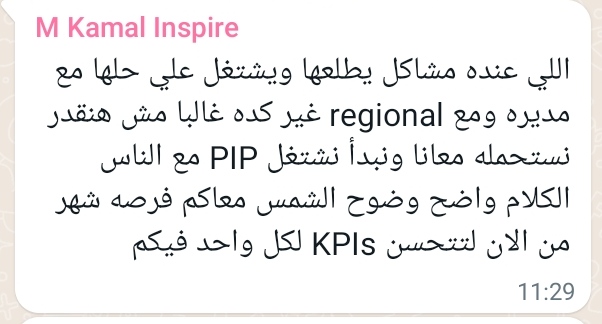 M Kamal Inspire
اللي عنده مشاكل يطلعها ويشتغل علي حلها مع
مديره ومع regional غير كده غالبا مش هنقدر
نستحمله معانا ونبدأ نشتغل PIP مع الناس
الكلام واضح وضوح الشمس معاكم فرصه شهر
من الان لتتحسن KPIs لكل واحد فيكم
11:29